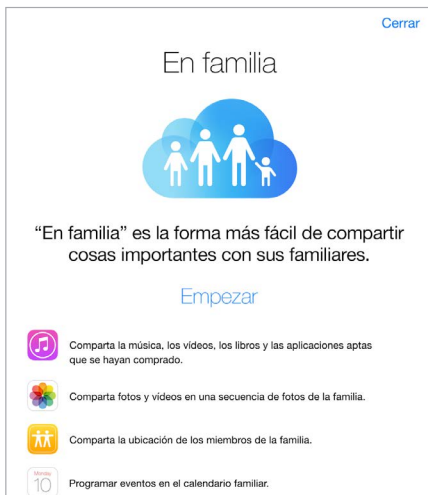 Cerrar
En familia
“En familia” es la forma más fácil de compartir
cosas importantes con sus familiares.
Empezar
Comparta la música, los vídeos, los libros y las aplicaciones aptas
que se hayan comprado.
Comparta fotos y vídeos en una secuencia de fotos de la familia.
Comparta la ubicación de los miembros de la familia.
Monday
10
Programar eventos en el calendario familiar.